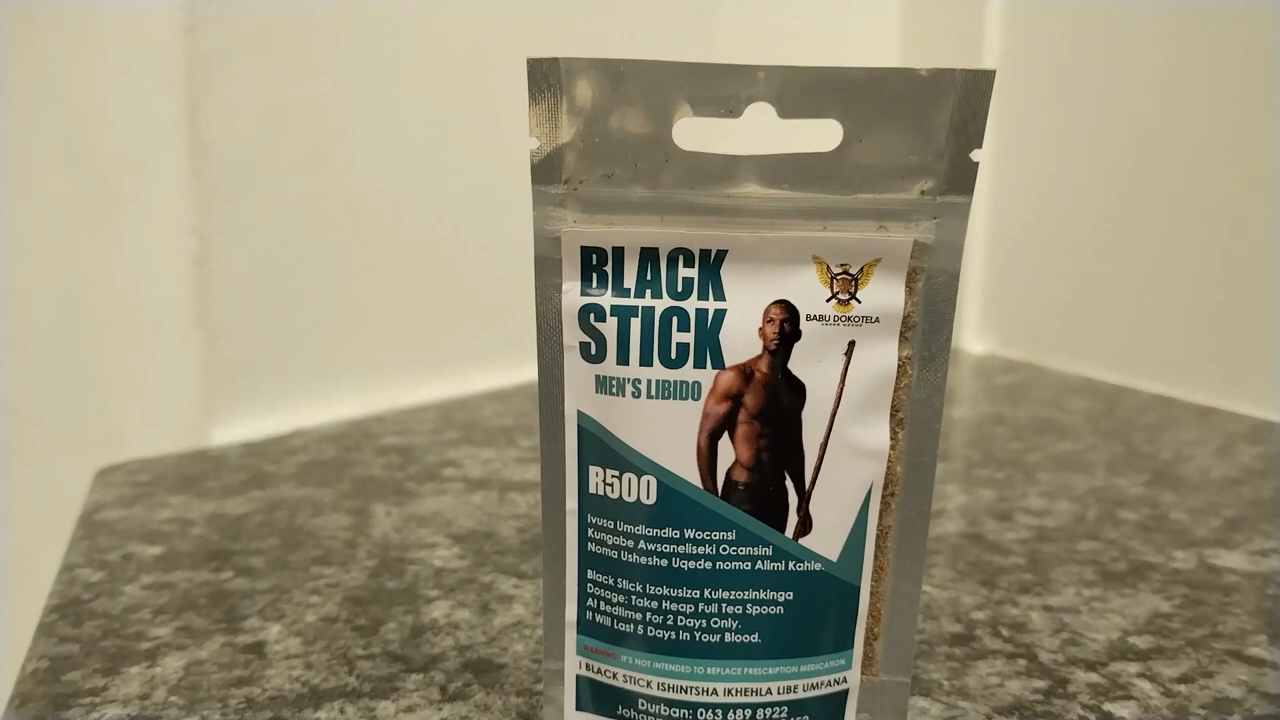 BLACK
STICK
MEN'S LIBIDO
BABU DOKOTELA
R500
Ivusa Umdlandla Wocansi
Kungabe Awsaneliseki Ocansini
Noma Usheshe Uqede noma Alimi Kahle.
Black Stick Izokusiza Kulezozinkinga
Dosage: Take Heap Full Tea Spoon
At Bedtime For 2 Days Only.
It Will Last 5 Days In Your Blood.
WARNING: IT'S NOT INTENDED TO REPLACE PRESCRIPTION MEDICATION.
I BLACK STICK ISHINTSHA IKHEHLA LIBE UMFANA
Durban: 063 689 8922